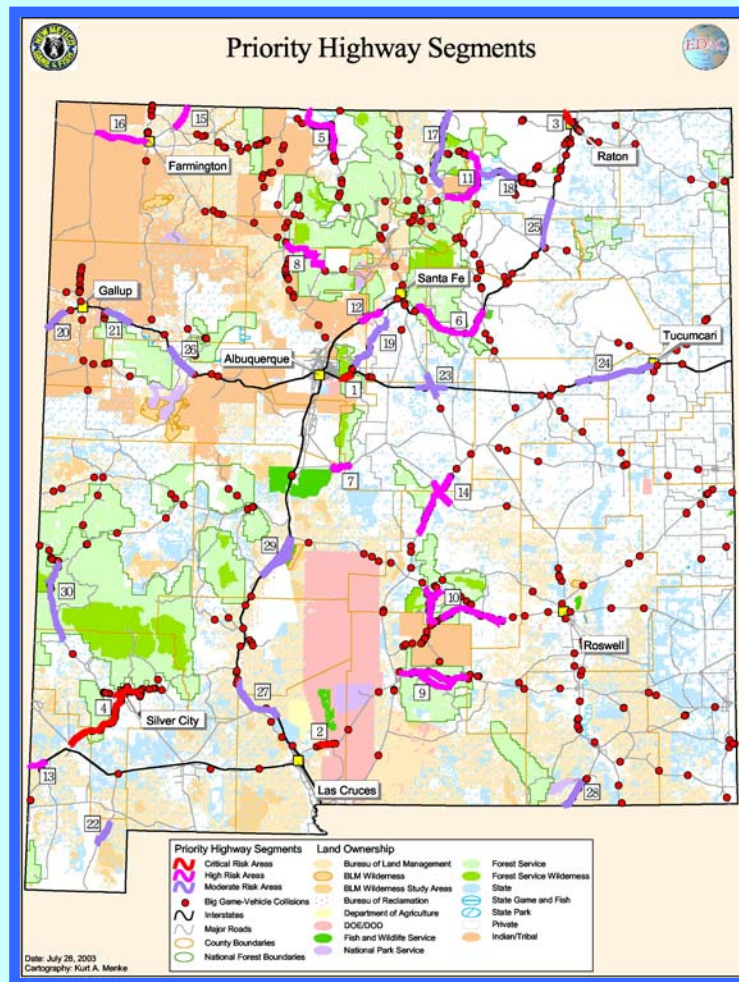 NEW MEXICO
GAME & FISH
Priority Highway Segments
EDAC
16
15
5
17
3
Farmington
Raton
11
18
25
8
Santa Fe
Gallup
12
6
20
21
19
Tucumcari
26
Albuquerque
24
1
23
7
14
29
30
10
Roswell
4
9
Silver City
27
2
13
Las Cruces
28
22
Priority Highway Segments
Critical Risk Areas
High Risk Areas
Moderate Risk Areas
Big Game-Vehicle Collisions
Interstates
Major Roads
County Boundaries
National Forest Boundaries
Land Ownership
Bureau of Land Management
BLM Wilderness
BLM Wilderness Study Areas
Bureau of Reclamation
Department of Agriculture
DOE/DOD
Fish and Wildlife Service
National Park Service
Forest Service
Forest Service Wilderness
State
State Game and Fish
State Park
Private
Indian/Tribal
Date: July 28, 2003
Cartography: Kurt A. Menke